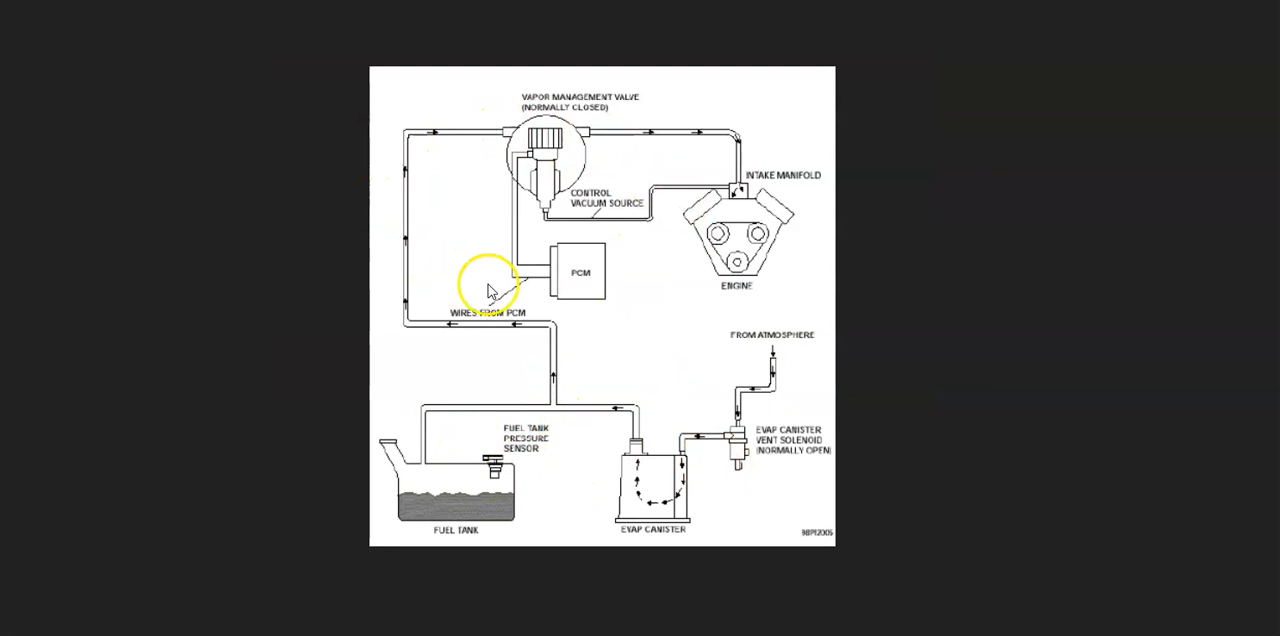 VAPOR MANAGEMENT VALVE
(NORMALLY CLOSED)
INTAKE MANIFOLD
CONTROL
VACUUM SOURCE
PCM
ENGINE
WIRES FROM PCM
FROM ATMOSPHERE
FUEL TANK
PRESSURE
SENSOR
EVAP CANISTER
VENT SOLENOID
(NORMALLY OPEN)
FUEL TANK
EVAP CANISTER
98PI2005